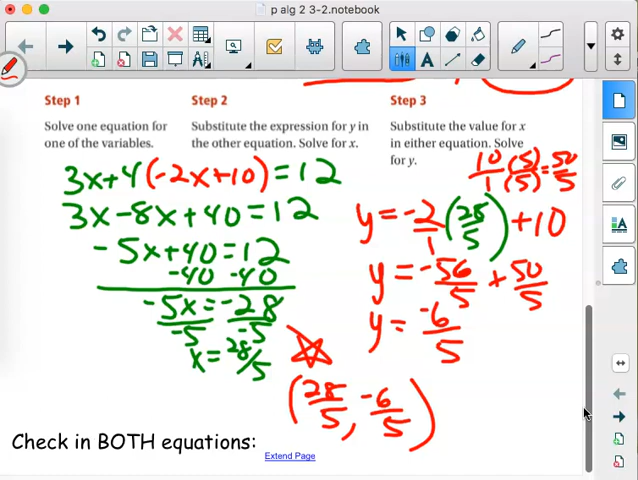 p alg 2 3-2.notebook
Step 1
Solve one equation for
one of the variables.
Step 2
Substitute the expression for y in
the other equation. Solve for x.
Step 3
Substitute the value for x
in either equation. Solve
for y.
10/1 (5)/(5) = 50/5
3x+4(-2x+10)=12
3x-8x+40=12
-5x+40=12
-40 -40
-5x=-28
-5 -5
x=28/5
y=-2/1(28/5)+10
y=-56/5+50/5
y=-6/5
(28/5, -6/5)
Check in BOTH equations:
Extend Page